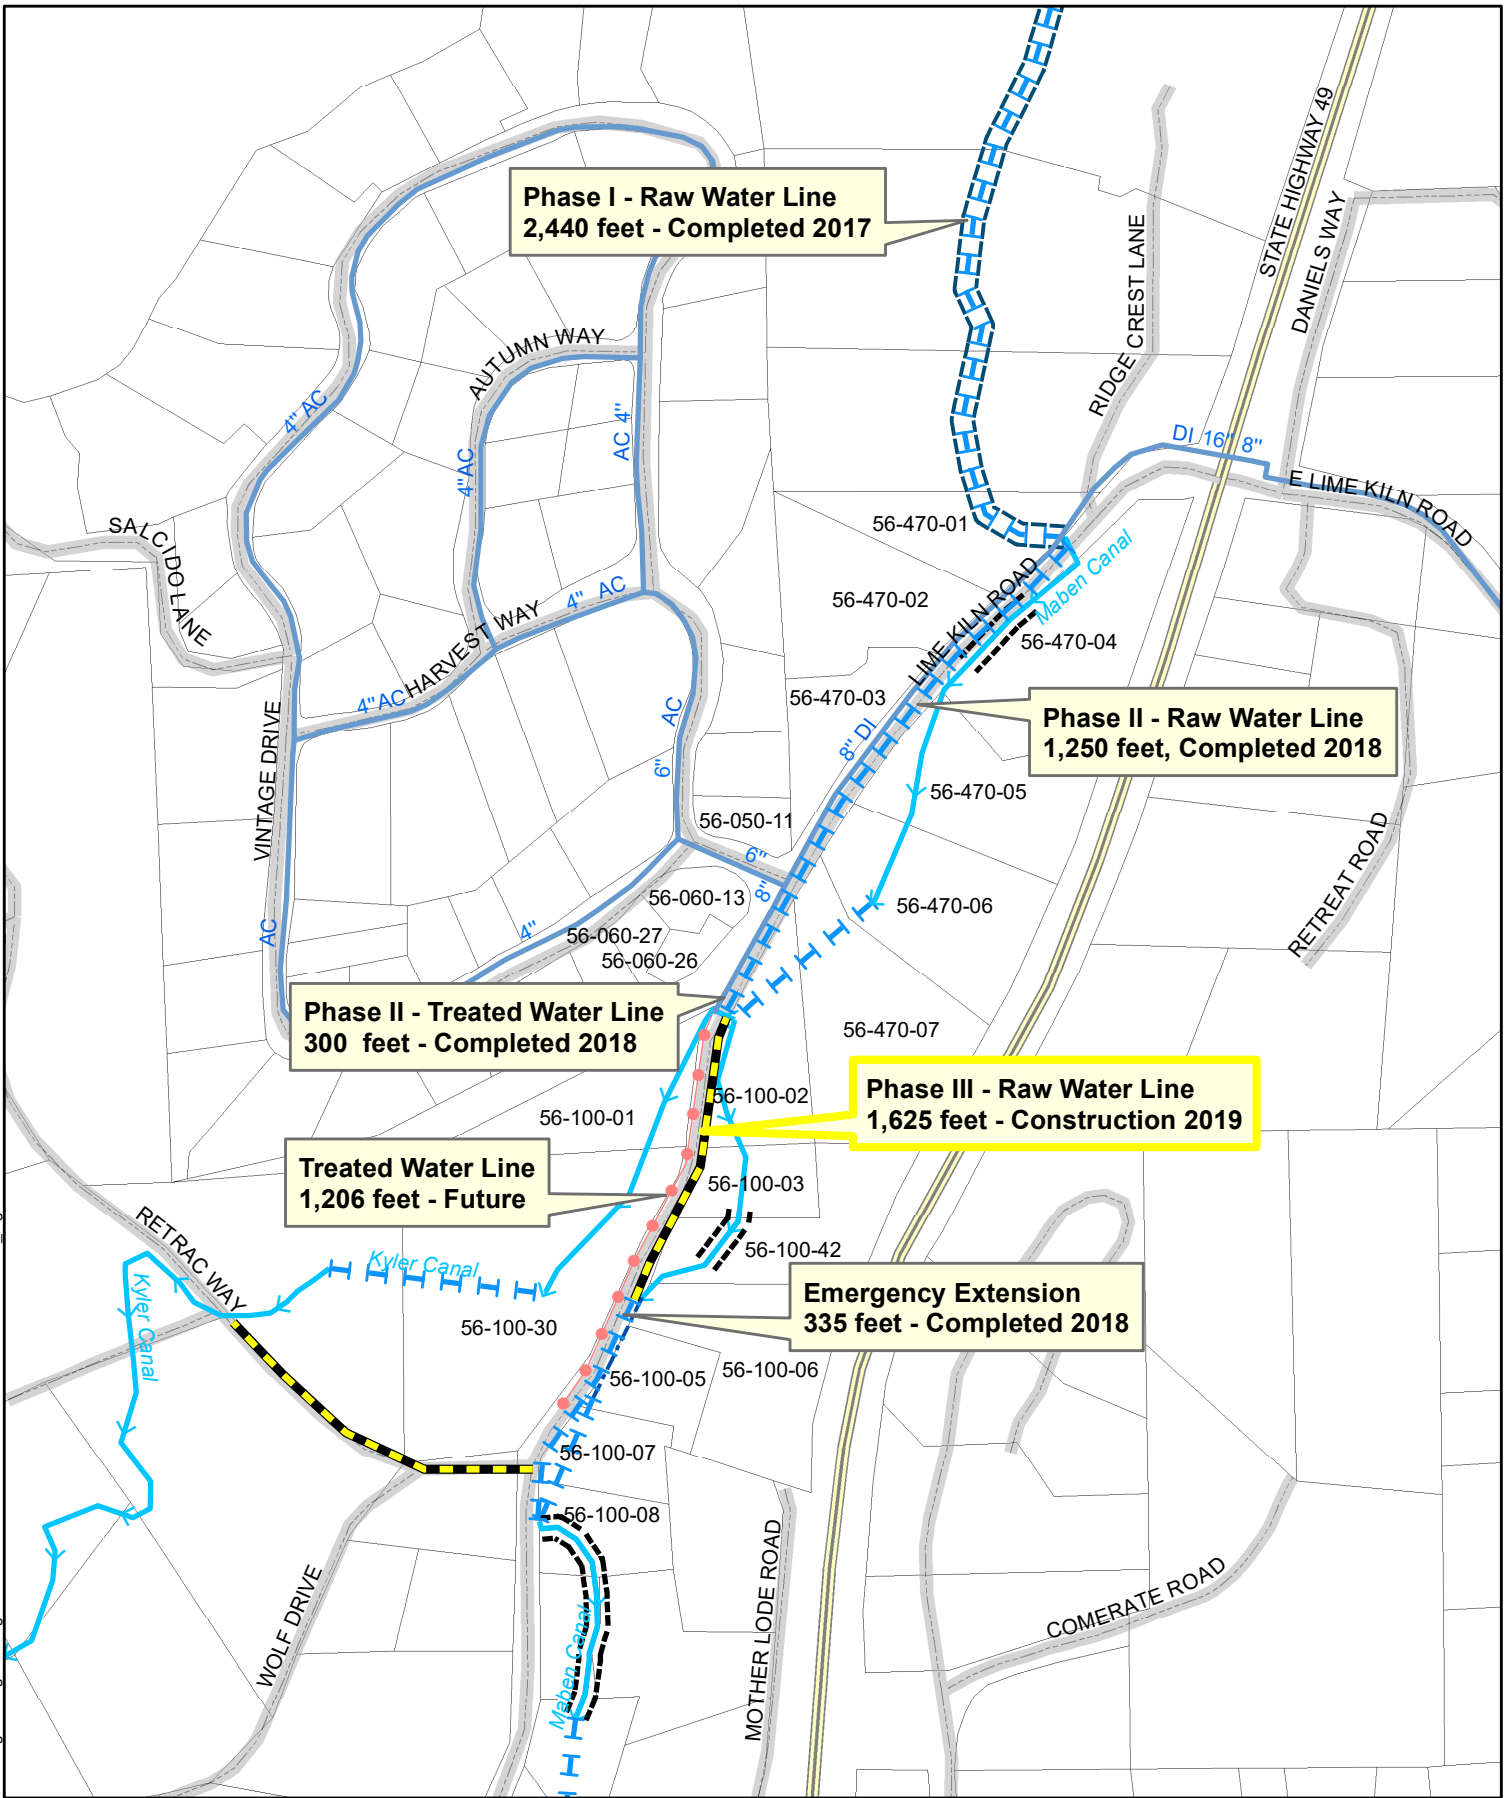 STATE HIGHWAY 49
Phase I - Raw Water Line
2,440 feet - Completed 2017
RIDGE CREST LANE
DANIELS WAY
AUTUMN WAY
4" AC
AC 4"
4" AC
DI 16" 8"
E LIME KILN ROAD
56-470-01
SALCIDO LANE
Maben Canal
LIME KILN ROAD
4" AC
56-470-02
HARVEST WAY
56-470-04
4" AC
56-470-03
Phase II - Raw Water Line
1,250 feet, Completed 2018
AC
6"
8" DI
VINTAGE DRIVE
56-470-05
56-050-11
6"
8"
RETREAT ROAD
56-060-13
56-470-06
AC
4"
56-060-27
56-060-26
Phase II - Treated Water Line
300 feet - Completed 2018
56-470-07
56-100-02
Phase III - Raw Water Line
1,625 feet - Construction 2019
56-100-01
Treated Water Line
1,206 feet - Future
56-100-03
RETRAC WAY
56-100-42
Kyler Canal
Kyler Canal
Emergency Extension
335 feet - Completed 2018
56-100-30
56-100-05
56-100-06
56-100-07
56-100-08
WOLF DRIVE
Maben Canal
MOTHER LODE ROAD
COMERATE ROAD